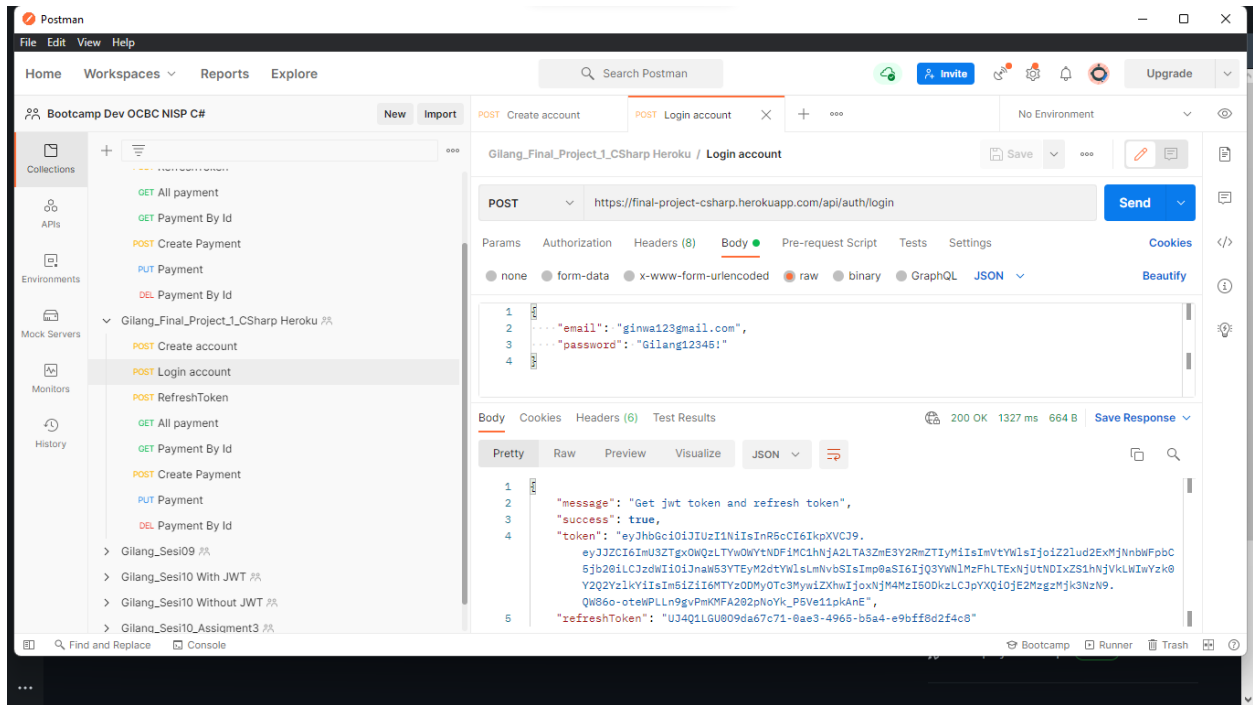 Postman
File Edit View Help
Home Workspaces Reports Explore
Search Postman
Invite
Upgrade
Bootcamp Dev OCBC NISP C#
New Import
POST Create account
POST Login account
No Environment
Collections
APIs
Environments
Mock Servers
Monitors
History
GET All payment
GET Payment By Id
POST Create Payment
PUT Payment
DEL Payment By Id
Gilang_Final_Project_1_CSharp Heroku
POST Create account
POST Login account
POST RefreshToken
GET All payment
GET Payment By Id
POST Create Payment
PUT Payment
DEL Payment By Id
Gilang_Sesi09
Gilang_Sesi10 With JWT
Gilang_Sesi10 Without JWT
Gilang_Sesi10_Assigment3
Gilang_Final_Project_1_CSharp Heroku / Login account
Save
POST https://final-project-csharp.herokuapp.com/api/auth/login
Send
Params Authorization Headers (8) Body Pre-request Script Tests Settings
Cookies
none form-data x-www-form-urlencoded raw binary GraphQL JSON
Beautify
1 {
2 "email": "ginwa123gmail.com",
3 "password": "Gilang12345!"
4 }
Body Cookies Headers (6) Test Results
200 OK 1327 ms 664 B Save Response
Pretty Raw Preview Visualize JSON
1 {
2 "message": "Get jwt token and refresh token",
3 "success": true,
4 "token": "eyJhbGciOiJIUzI1NiIsInR5cCI6IkpXVCJ9.
5 "refreshToken": "UJ4Q1LGU0O9da67c71-0ae3-4965-b5a4-e9bff8d2f4c8"
Find and Replace Console
Bootcamp Runner Trash